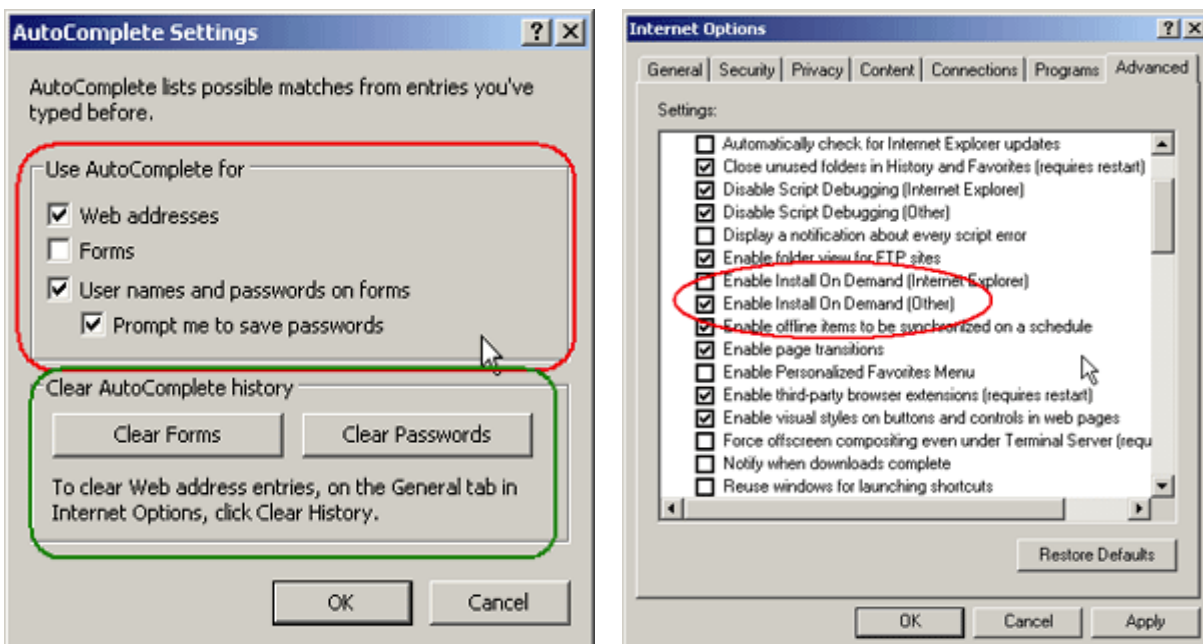 AutoComplete Settings
AutoComplete lists possible matches from entries you've
typed before.
Use AutoComplete for
Web addresses
Forms
User names and passwords on forms
Prompt me to save passwords
Clear AutoComplete history
Clear Forms Clear Passwords
To clear Web address entries, on the General tab in
Internet Options, click Clear History.
OK Cancel
Internet Options
General Security Privacy Content Connections Programs Advanced
Settings:
Automatically check for Internet Explorer updates
Close unused folders in History and Favorites (requires restart)
Disable Script Debugging (Internet Explorer)
Disable Script Debugging (Other)
Display a notification about every script error
Enable folder view for FTP sites
Enable Install On Demand (Internet Explorer)
Enable Install On Demand (Other)
Enable offline items to be synchronized on a schedule
Enable page transitions
Enable Personalized Favorites Menu
Enable third-party browser extensions (requires restart)
Enable visual styles on buttons and controls in web pages
Force offscreen compositing even under Terminal Server (requ
Notify when downloads complete
Reuse windows for launching shortcuts
Restore Defaults
OK Cancel Apply